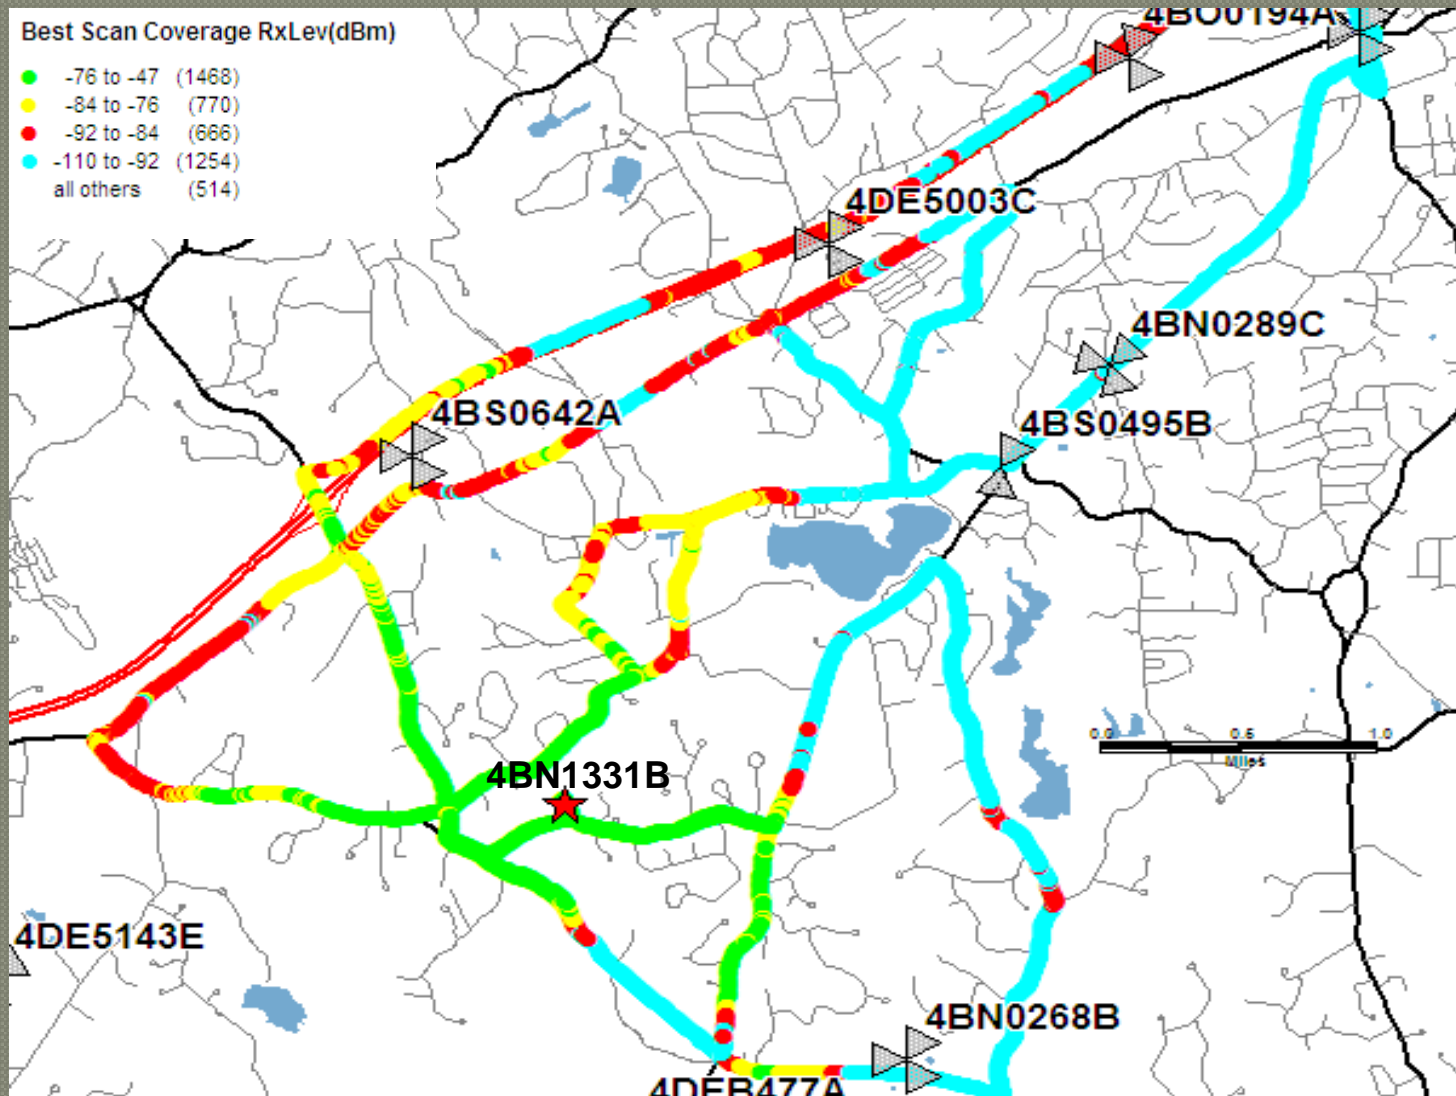 Best Scan Coverage RxLev(dBm)
-76 to -47 (1468)
-84 to -76 (770)
-92 to -84 (666)
-110 to -92 (1254)
all others (514)
4BO0194A
4DE5003C
4BN0289C
4BS0642A
4BS0495B
0.0 0.5 1.0
Miles
4BN1331B
4DE5143E
4BN0268B
4DEB477A